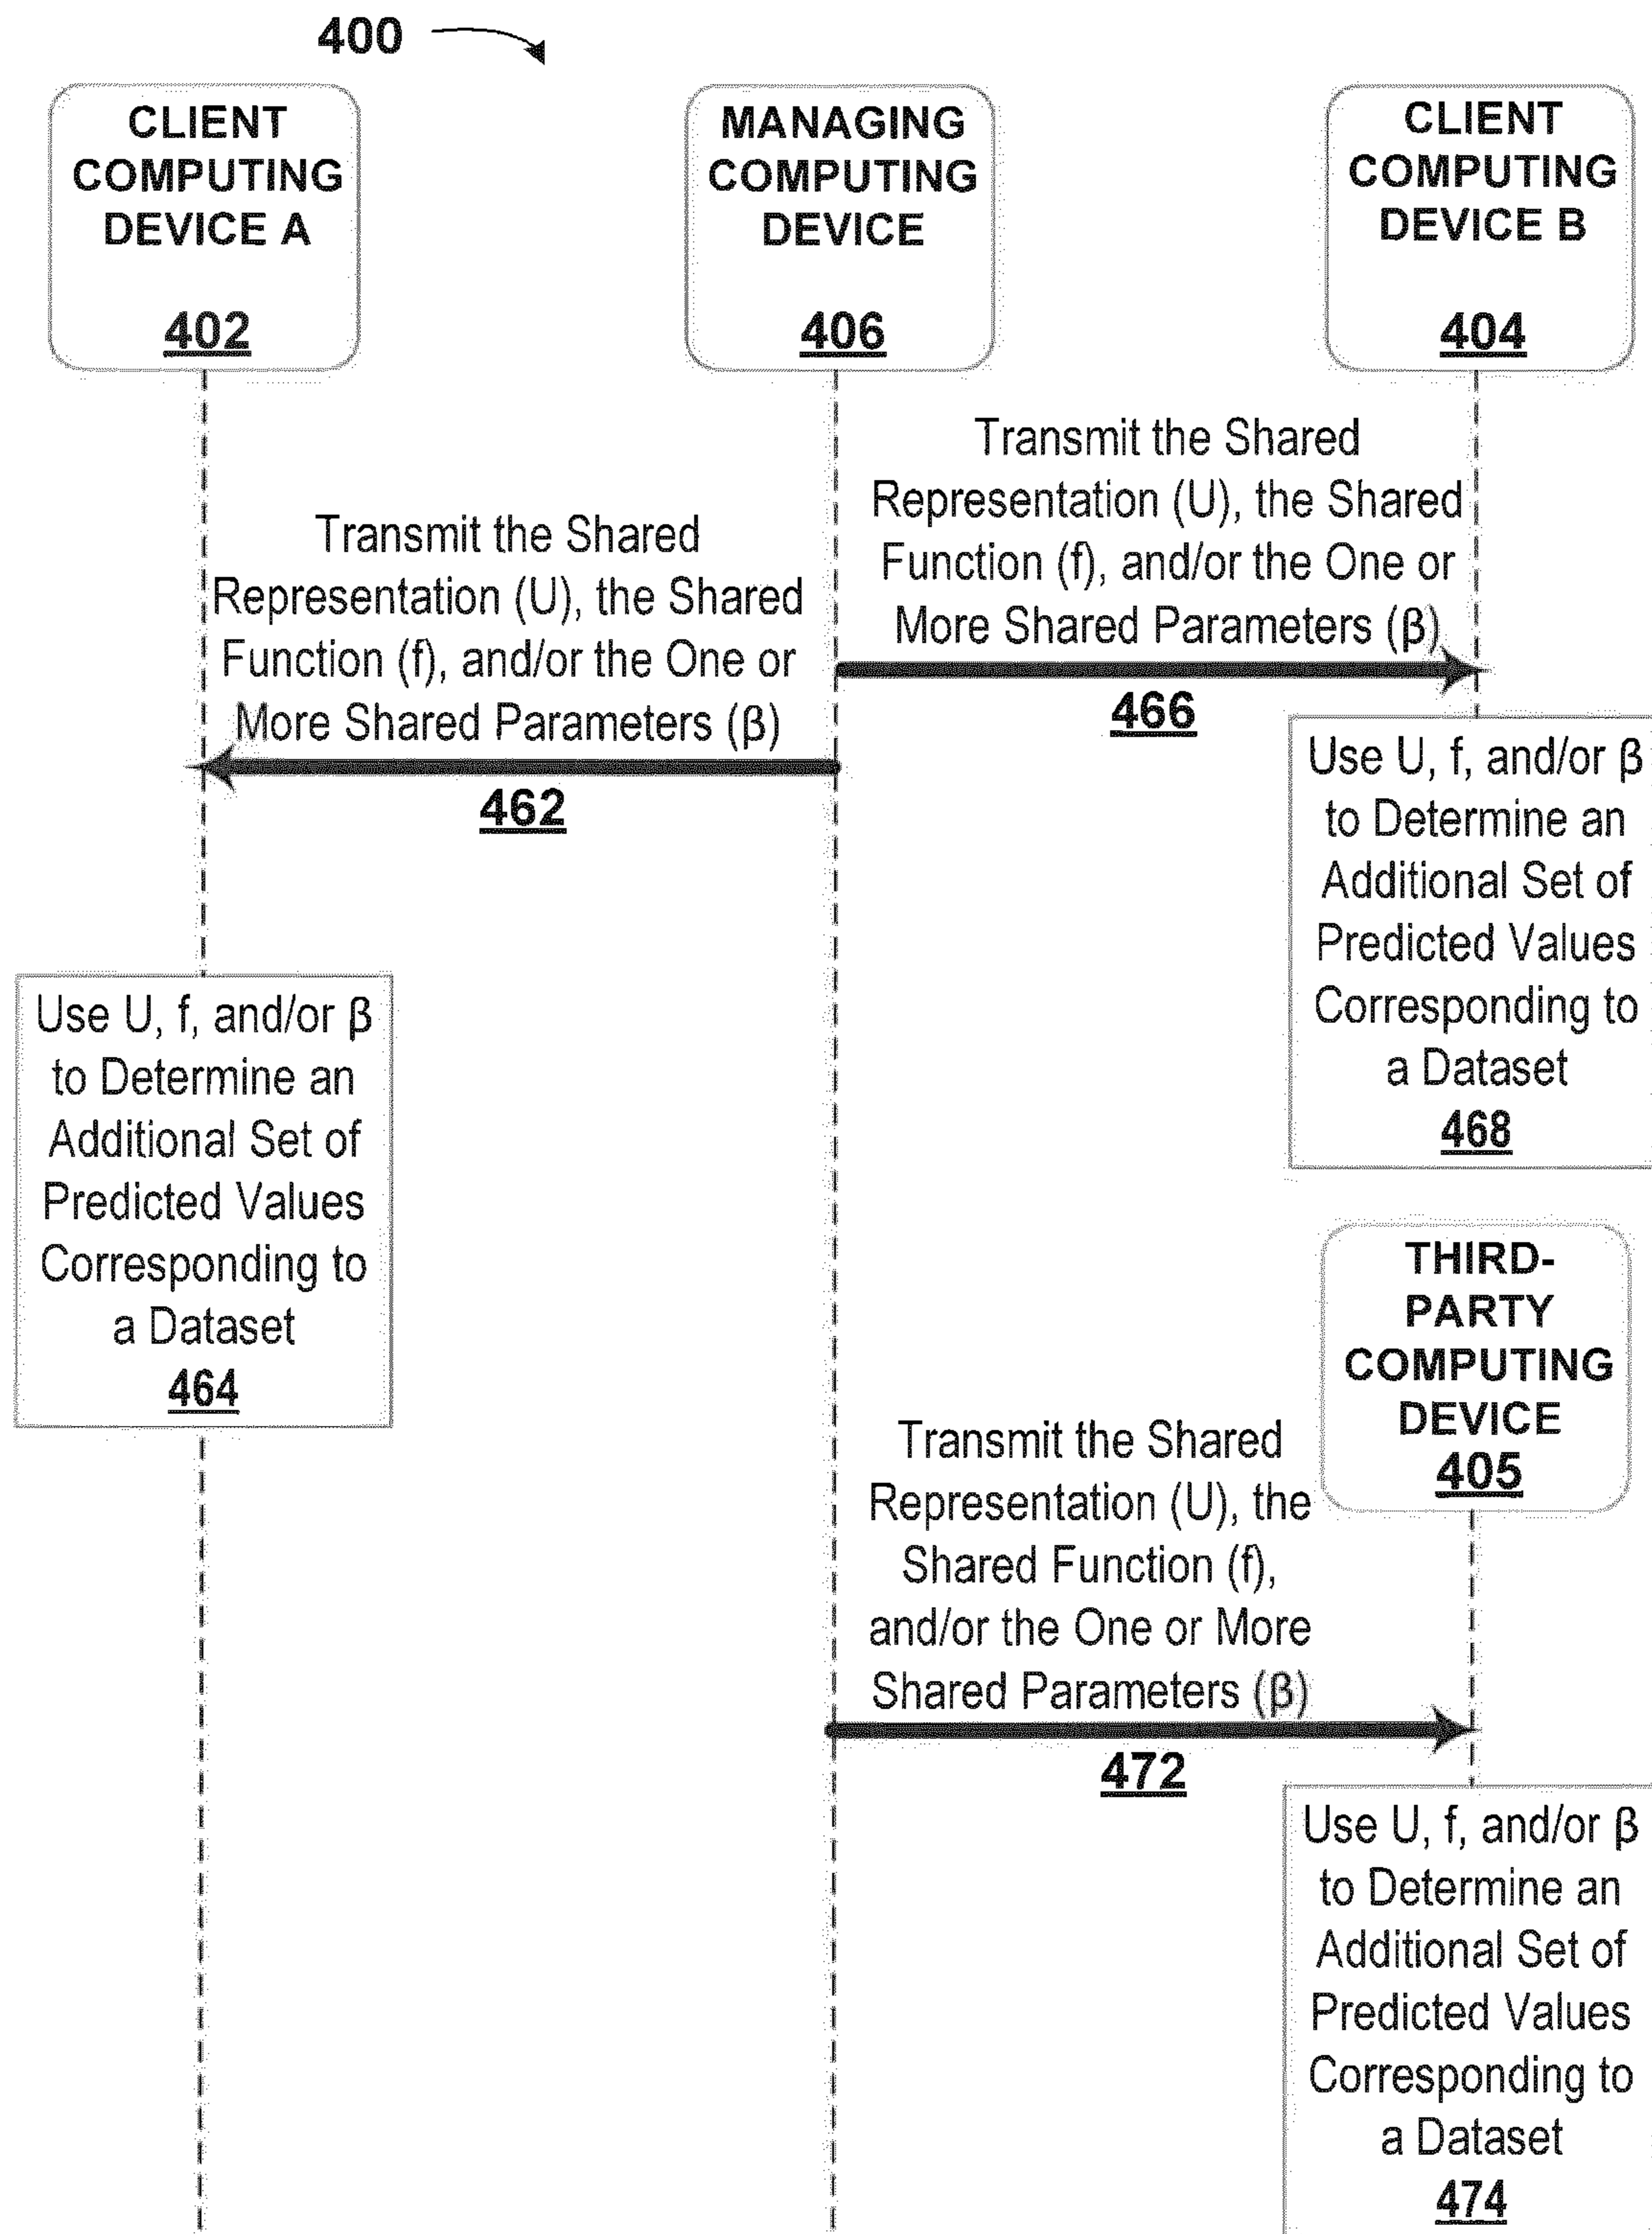 400
CLIENT
COMPUTING
DEVICE A
402
MANAGING
COMPUTING
DEVICE
406
CLIENT
COMPUTING
DEVICE B
404
Transmit the Shared
Representation (U), the Shared
Function (f), and/or the One or
More Shared Parameters (β)
466
Transmit the Shared
Representation (U), the Shared
Function (f), and/or the One or
More Shared Parameters (β)
462
Use U, f, and/or β
to Determine an
Additional Set of
Predicted Values
Corresponding to
a Dataset
468
Use U, f, and/or β
to Determine an
Additional Set of
Predicted Values
Corresponding to
a Dataset
464
THIRD-
PARTY
COMPUTING
DEVICE
405
Transmit the Shared
Representation (U), the
Shared Function (f),
and/or the One or More
Shared Parameters (β)
472
Use U, f, and/or β
to Determine an
Additional Set of
Predicted Values
Corresponding to
a Dataset
474